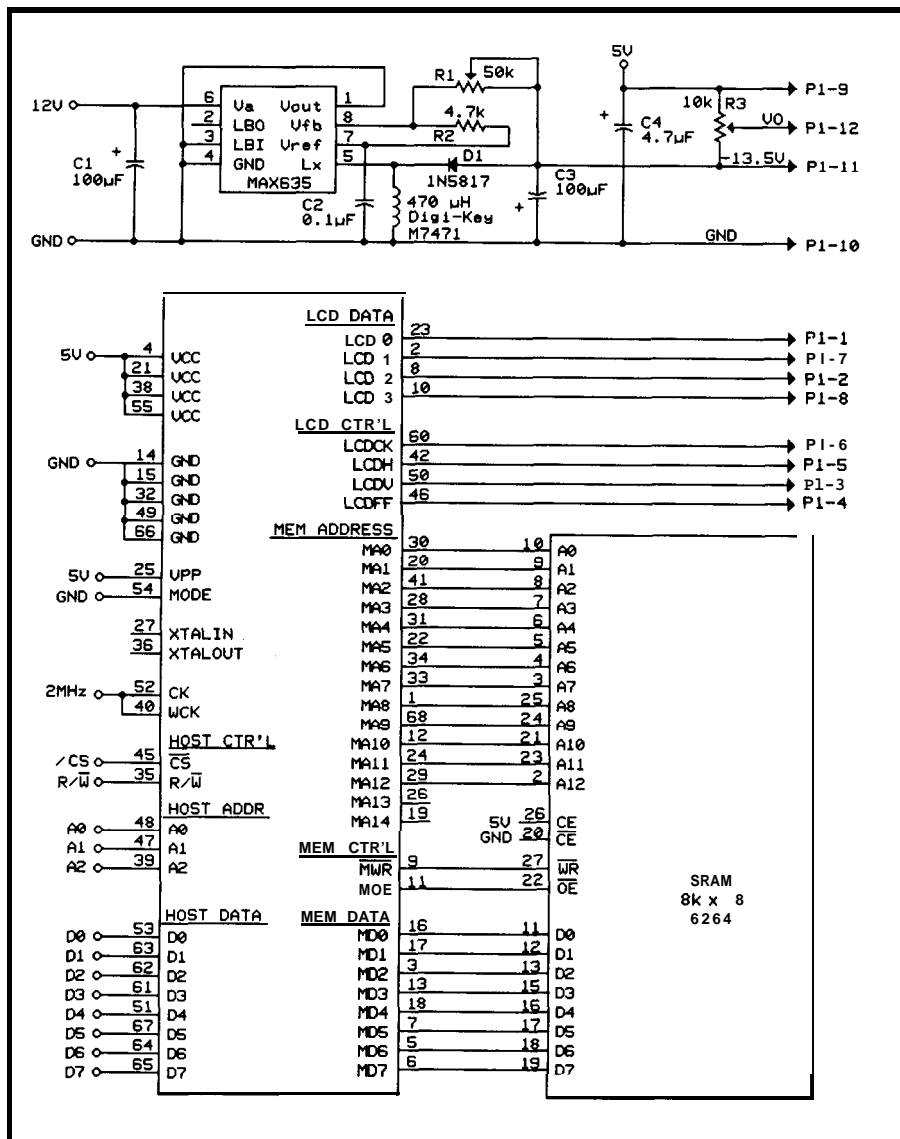 5V
R1 50k
12V 6 Va Vout 1
10k R3 P1-9
2 LBO Vfb 8
4.7k
C4 4.7µF
VO P1-12
3 LBI Vref 7
R2
4 GND Lx 5
D1
-13.5V P1-11
C1 100µF
MAX635
1N5817
C3 100µF
C2 0.1µF
470 µH
Digi-Key
M7471
GND GND P1-10
LCD DATA
LCD 0 23 P1-1
5V 4 VCC LCD 1 2 P1-7
21 VCC LCD 2 8 P1-2
38 VCC LCD 3 10 P1-8
55 VCC
LCD CTR'L
LCDCK 60 P1-6
GND 14 GND LCDH 42 P1-5
15 GND LCDV 50 P1-3
32 GND LCDFF 46 P1-4
49 GND
66 GND
MEM ADDRESS
MA0 30 10 A0
5V 25 VPP MA1 20 9 A1
GND 54 MODE MA2 41 8 A2
MA3 28 7 A3
27 XTALIN MA4 31 6 A4
36 XTALOUT MA5 22 5 A5
MA6 34 4 A6
2MHz 52 CK MA7 33 3 A7
40 WCK MA8 1 25 A8
MA9 68 24 A9
HOST CTR'L MA10 12 21 A10
/CS 45 C̅S̅ MA11 24 23 A11
R/W̅ 35 R/W̅ MA12 29 2 A12
MA13 26
HOST ADDR MA14 19
A0 48 A0 5V 26 CE
A1 47 A1 GND 20 C̅E̅
A2 39 A2
MEM CTR'L
M̅W̅R̅ 9 27 W̅R̅
MOE 11 22 O̅E̅
SRAM
8k x 8
6264
HOST DATA MEM DATA
D0 53 D0 MD0 16 11 D0
D1 63 D1 MD1 17 12 D1
D2 62 D2 MD2 3 13 D2
D3 61 D3 MD3 13 15 D3
D4 51 D4 MD4 18 16 D4
D5 67 D5 MD5 7 17 D5
D6 64 D6 MD6 5 18 D6
D7 65 D7 MD7 6 19 D7